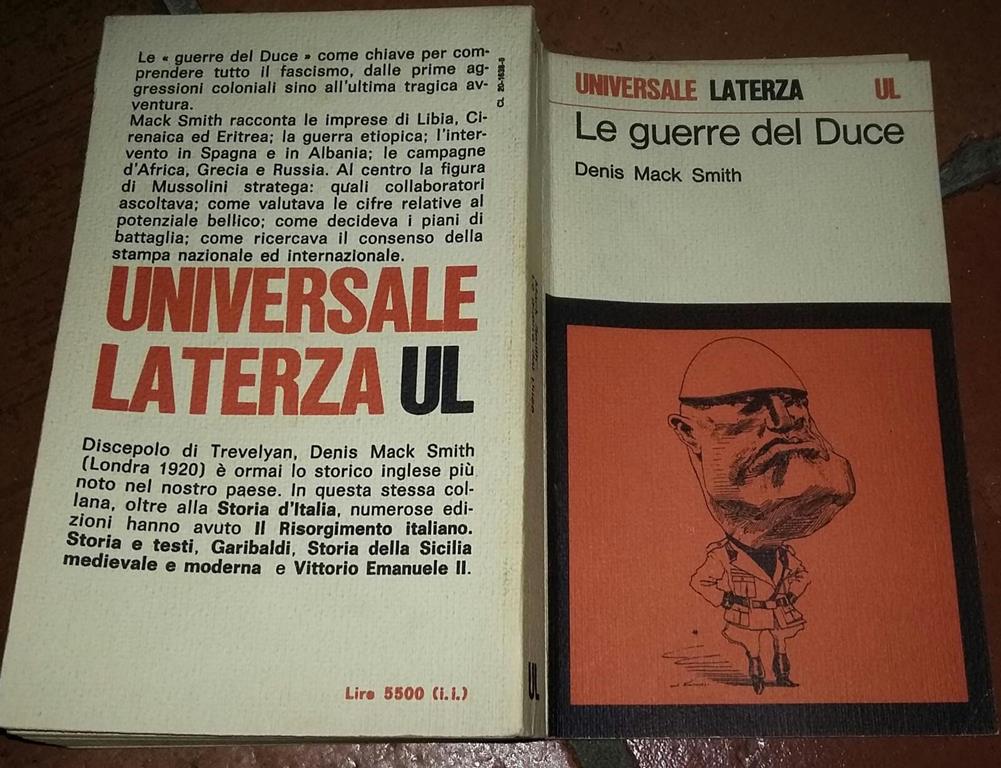 Le « guerre del Duce » come chiave per com-
prendere tutto il fascismo, dalle prime ag-
gressioni coloniali sino all'ultima tragica av-
ventura.
Mack Smith racconta le imprese di Libia, Ci-
renaica ed Eritrea; la guerra etiopica; l'inter-
vento in Spagna e in Albania; le campagne
d'Africa, Grecia e Russia. Al centro la figura
di Mussolini stratega: quali collaboratori
ascoltava; come valutava le cifre relative al
potenziale bellico; come decideva i piani di
battaglia; come ricercava il consenso della
stampa nazionale ed internazionale.
UNIVERSALE
LATERZA UL
Discepolo di Trevelyan, Denis Mack Smith
(Londra 1920) è ormai lo storico inglese più
noto nel nostro paese. In questa stessa col-
lana, oltre alla Storia d'Italia, numerose edi-
zioni hanno avuto Il Risorgimento italiano.
Storia e testi, Garibaldi, Storia della Sicilia
medievale e moderna e Vittorio Emanuele II.
Lire 5500 (i.i.)
UL
UNIVERSALE LATERZA UL
Le guerre del Duce
Denis Mack Smith